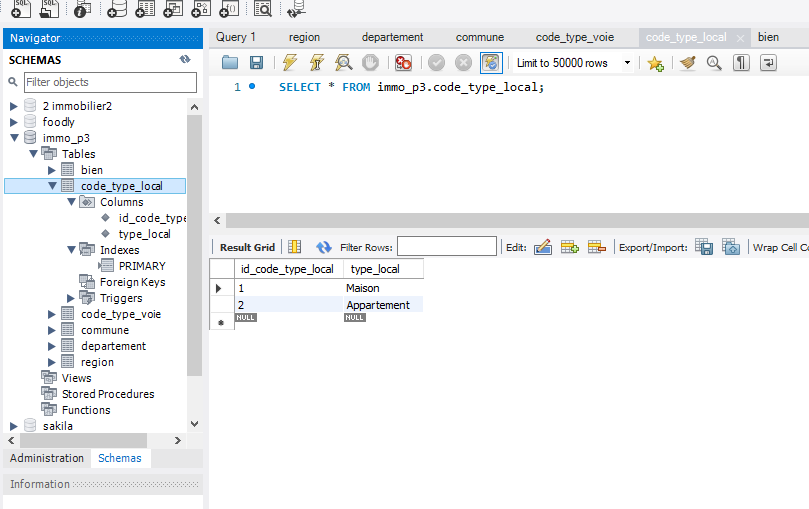 Navigator
Query 1 region departement commune code_type_voie code_type_local bien
SCHEMAS
Filter objects
Limit to 50000 rows
1 SELECT * FROM immo_p3.code_type_local;
2 immobilier2
foodly
immo_p3
Tables
bien
code_type_local
Columns
id_code_type
type_local
Indexes
PRIMARY
Foreign Keys
Triggers
code_type_voie
commune
departement
region
Views
Stored Procedures
Functions
sakila
Administration Schemas
Information
Result Grid Filter Rows: Edit: Export/Import: Wrap Cell Co
id_code_type_local type_local
1 Maison
2 Appartement
NULL NULL